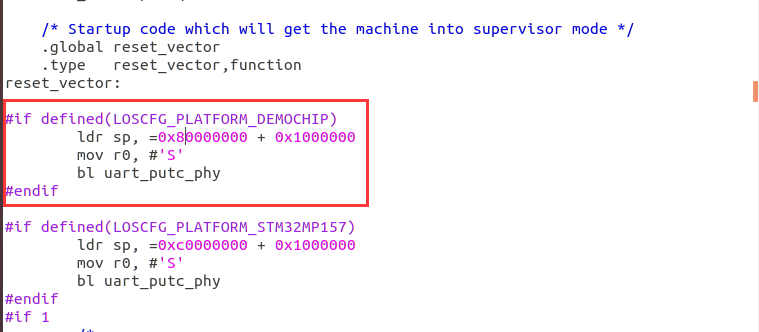 /* Startup code which will get the machine into supervisor mode */
.global reset_vector
.type   reset_vector,function
reset_vector:
#if defined(LOSCFG_PLATFORM_DEMOCHIP)
ldr sp, =0x80000000 + 0x1000000
mov r0, #'S'
bl uart_putc_phy
#endif
#if defined(LOSCFG_PLATFORM_STM32MP157)
ldr sp, =0xc0000000 + 0x1000000
mov r0, #'S'
bl uart_putc_phy
#endif
#if 1